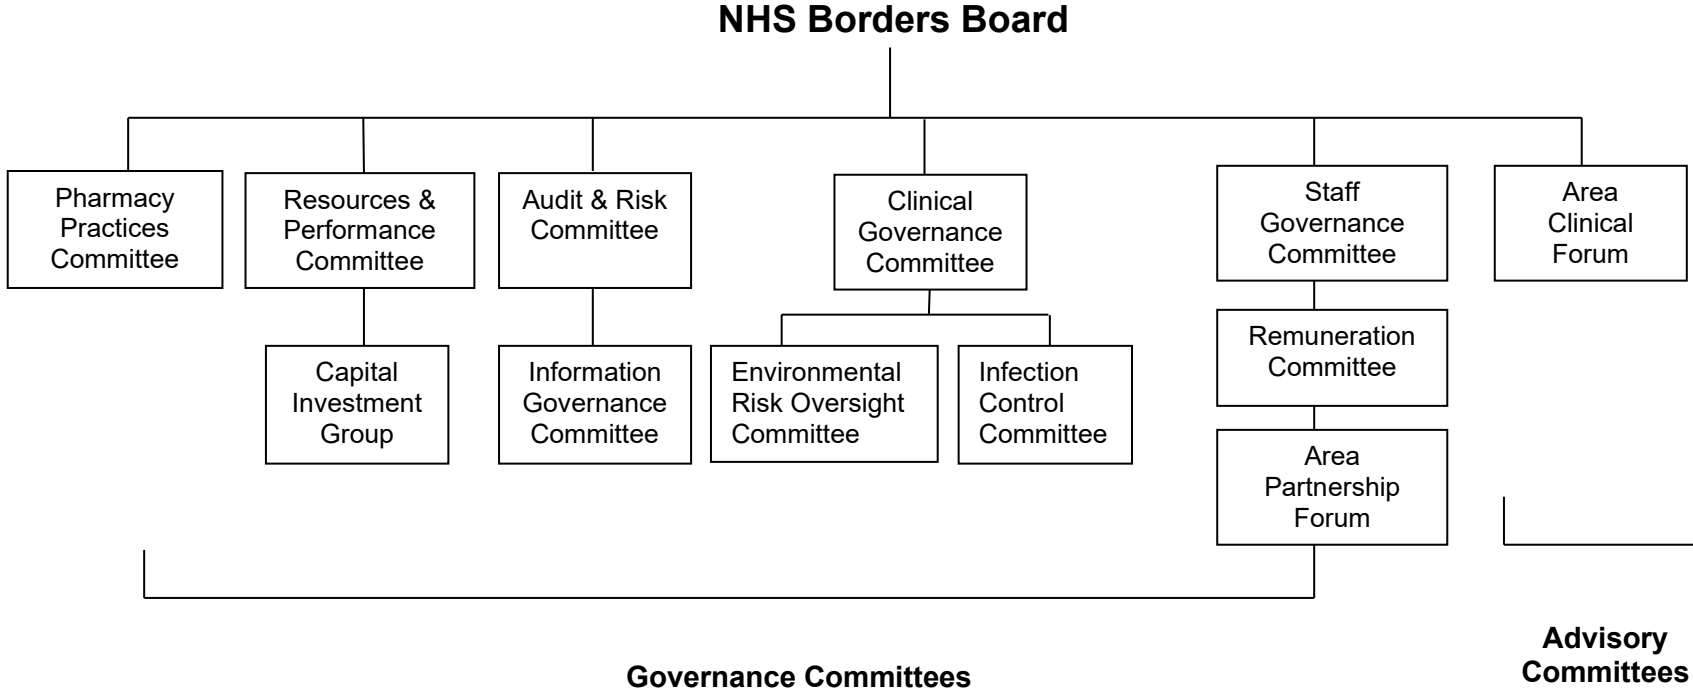 NHS Borders Board
Pharmacy
Practices
Committee
Resources &
Performance
Committee
Audit & Risk
Committee
Clinical
Governance
Committee
Staff
Governance
Committee
Area
Clinical
Forum
Capital
Investment
Group
Information
Governance
Committee
Environmental
Risk Oversight
Committee
Infection
Control
Committee
Remuneration
Committee
Area
Partnership
Forum
Governance Committees
Advisory
Committees